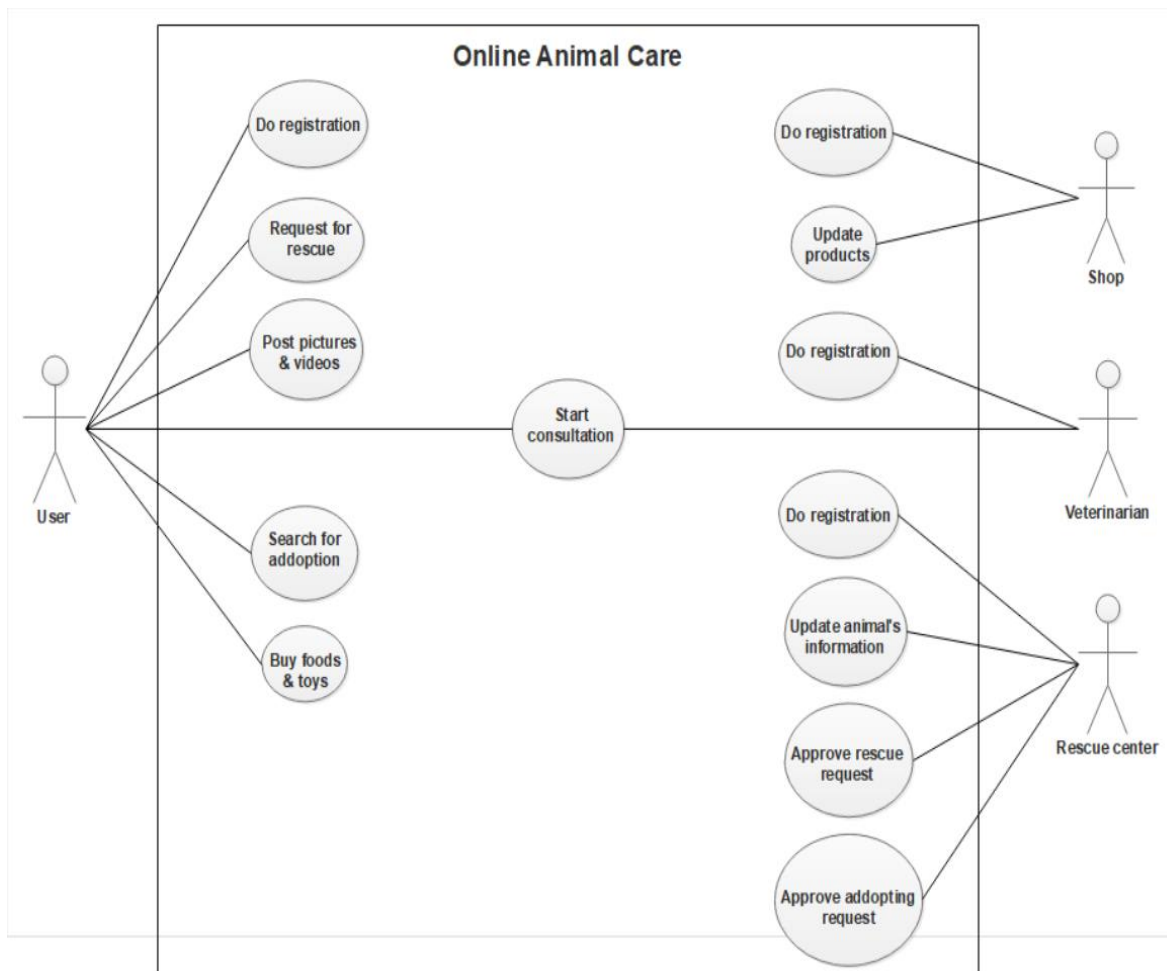 Online Animal Care
Do registration
Request for
rescue
Post pictures
& videos
Start
consultation
User
Search for
addoption
Buy foods
& toys
Do registration
Update
products
Shop
Do registration
Veterinarian
Do registration
Update animal's
information
Rescue center
Approve rescue
request
Approve addopting
request